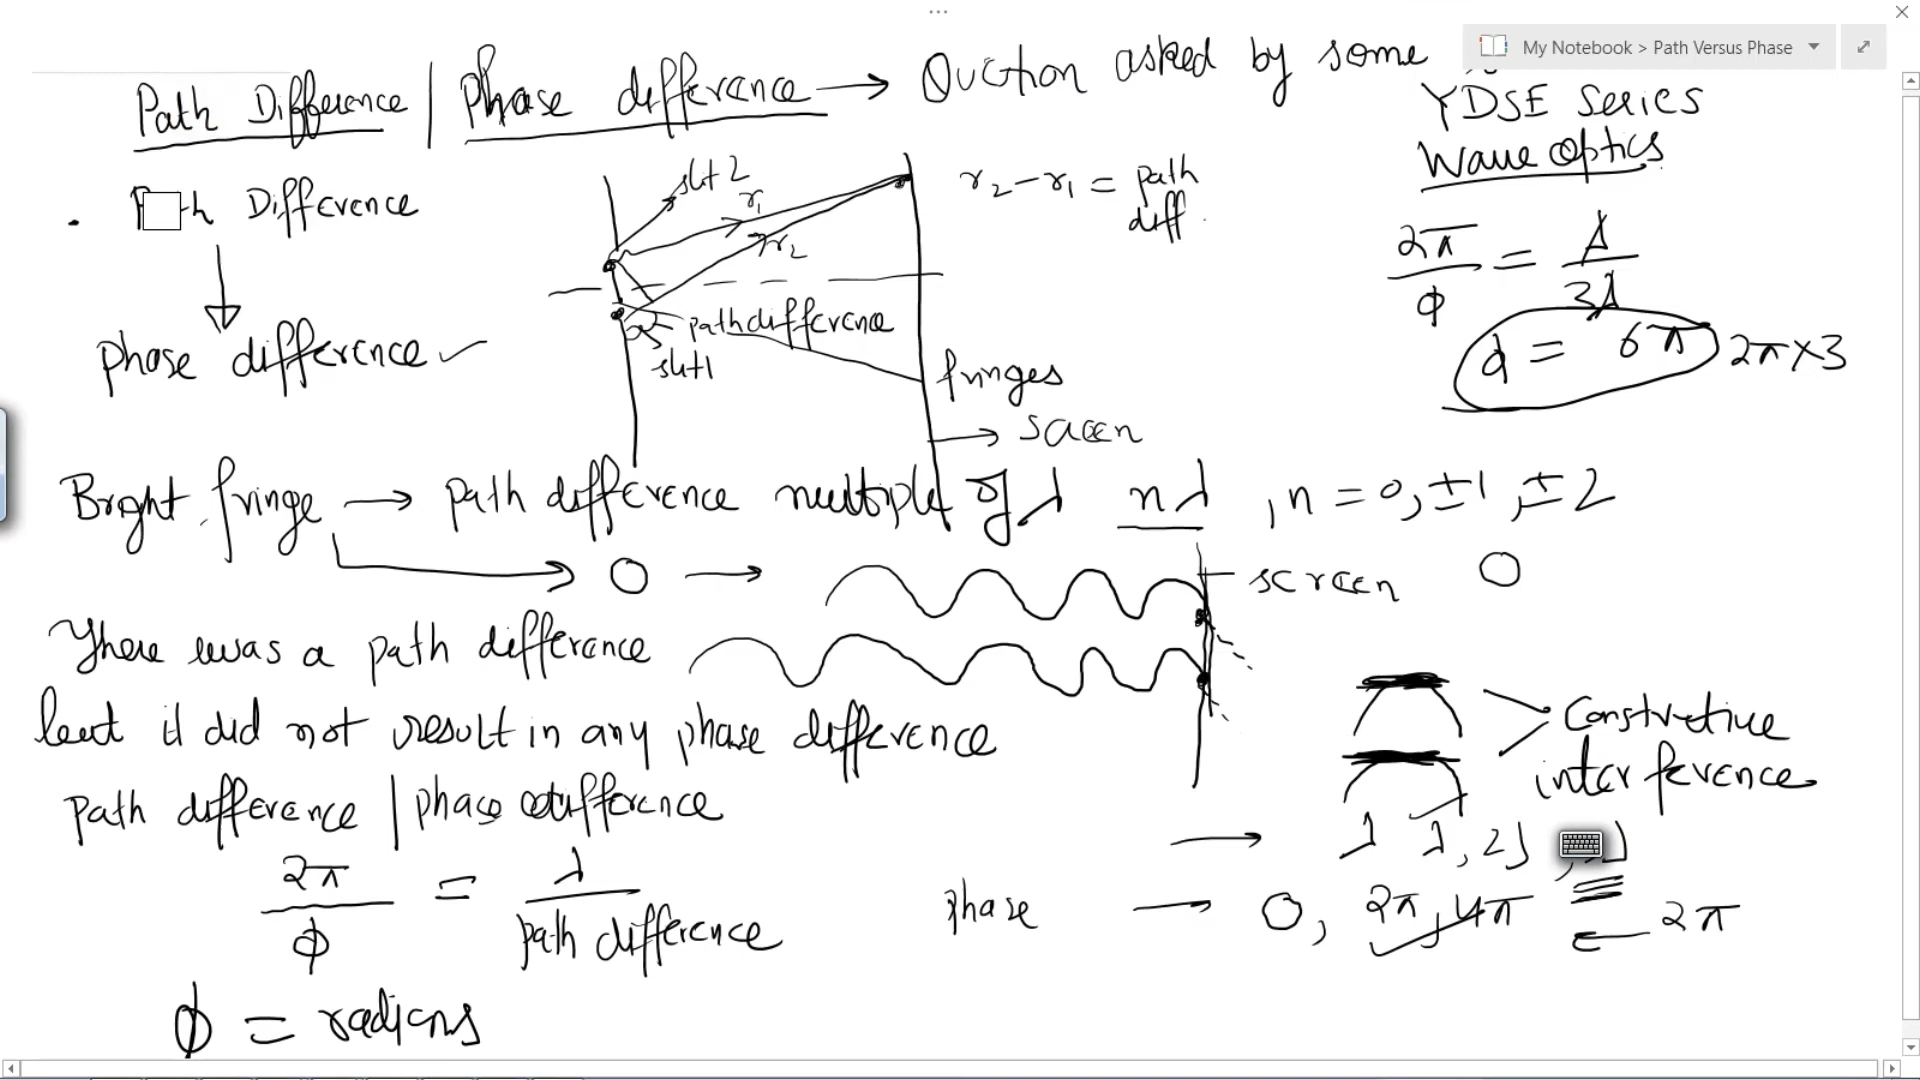 My Notebook > Path Versus Phase
Path Difference | Phase difference → Quction asked by some
YDSE Series
Wave optics
Difference
slit 2
r1
r2
r2 - r1 = path
diff.
2π/φ = λ/3λ
= 6π 2π×3
path difference
phase difference ✓
slit 1
fringes
screen
Bright fringe → path difference multiple of λ nλ , n = 0, ±1, ±2
0 →
screen 0
There was a path difference
but it did not result in any phase difference
Constructive
interference
path difference | phase difference
→ λ λ, 2λ
2π/φ = λ/path difference
phase → 0, 2π, 4π
2π
φ = radians